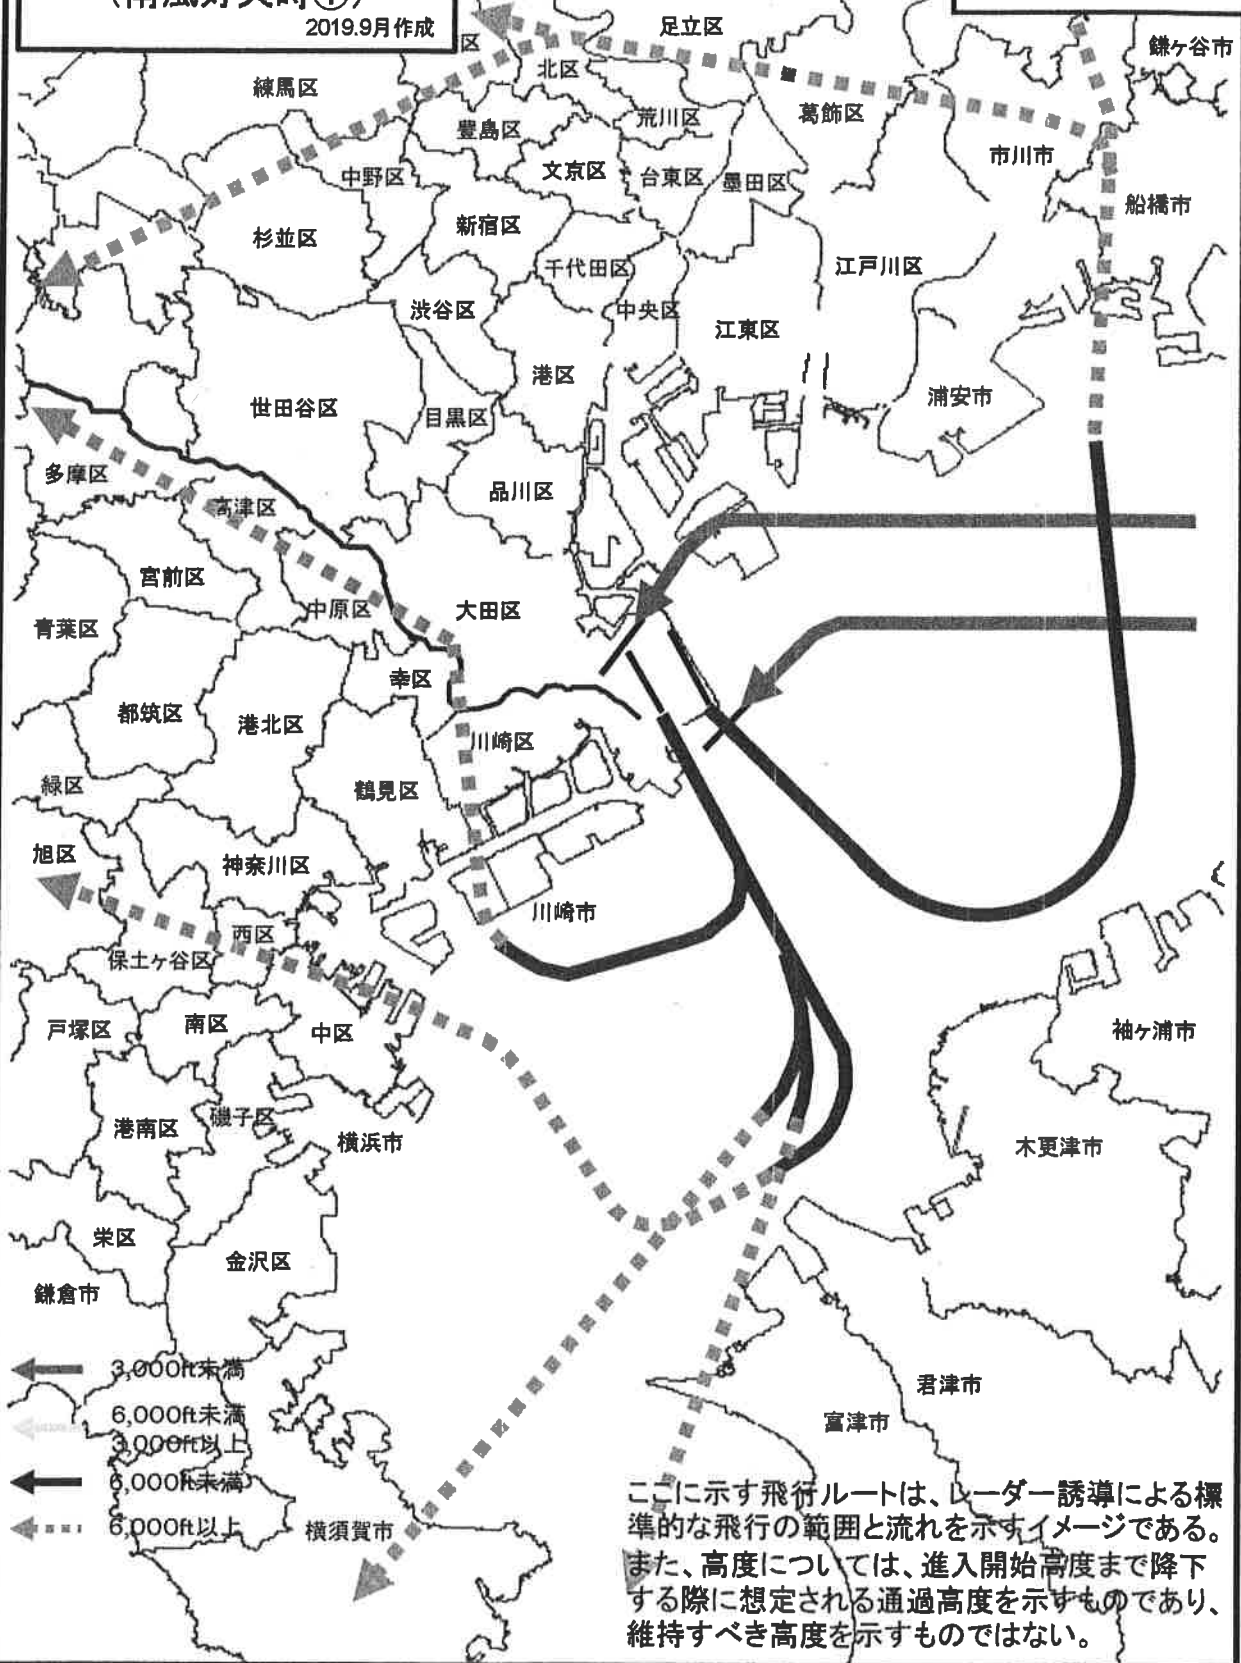 (南風好天時①)
2019.9月作成
足立区
鎌ヶ谷市
区
北区
練馬区
荒川区
葛飾区
豊島区
市川市
中野区
文京区
台東区
墨田区
船橋市
杉並区
新宿区
千代田区
江戸川区
渋谷区
中央区
江東区
港区
世田谷区
目黒区
浦安市
多摩区
高津区
品川区
宮前区
中原区
大田区
青葉区
幸区
都筑区
港北区
川崎区
緑区
鶴見区
旭区
神奈川区
川崎市
西区
保土ヶ谷区
戸塚区
南区
中区
袖ヶ浦市
港南区
磯子区
横浜市
木更津市
栄区
金沢区
鎌倉市
君津市
富津市
横須賀市
3,000ft未満
6,000ft未満
3,000ft以上
6,000ft未満
6,000ft以上
ここに示す飛行ルートは、レーダー誘導による標
準的な飛行の範囲と流れを示すイメージである。
また、高度については、進入開始高度まで降下
する際に想定される通過高度を示すものであり、
維持すべき高度を示すものではない。